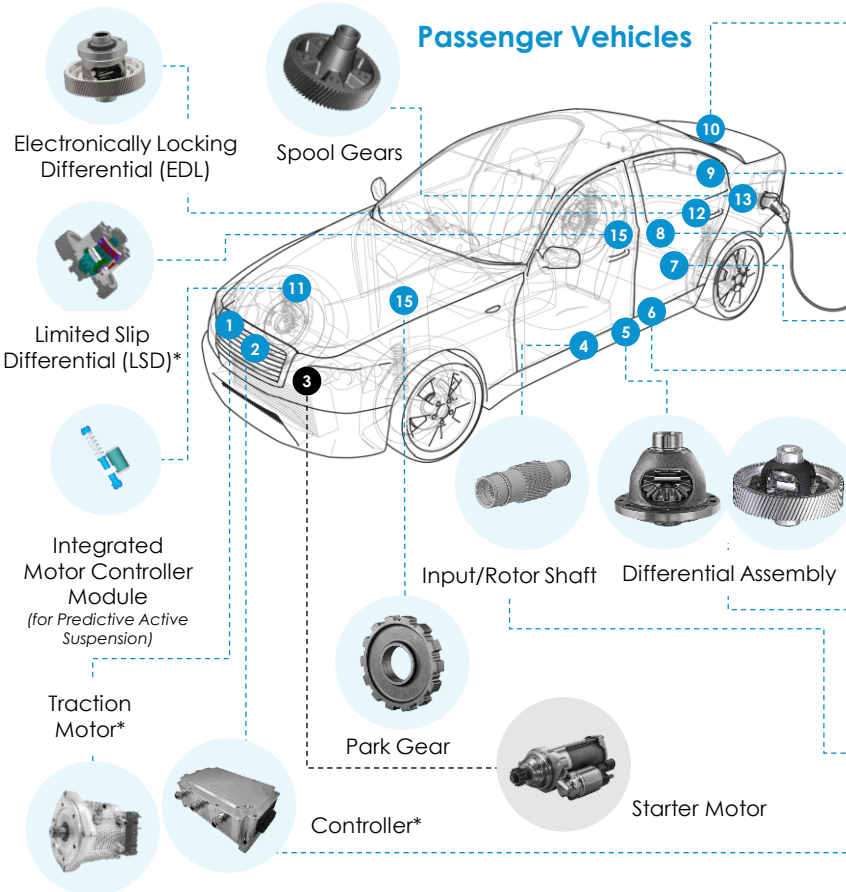 Passenger Vehicles
Electronically Locking
Differential (EDL)
Spool Gears
10
9
13
12
8
15
7
Limited Slip
Differential (LSD)*
11
15
1
2
3
6
5
4
Integrated
Motor Controller
Module
(for Predictive Active
Suspension)
Input/Rotor Shaft
Differential Assembly
Traction
Motor*
Park Gear
Controller*
Starter Motor